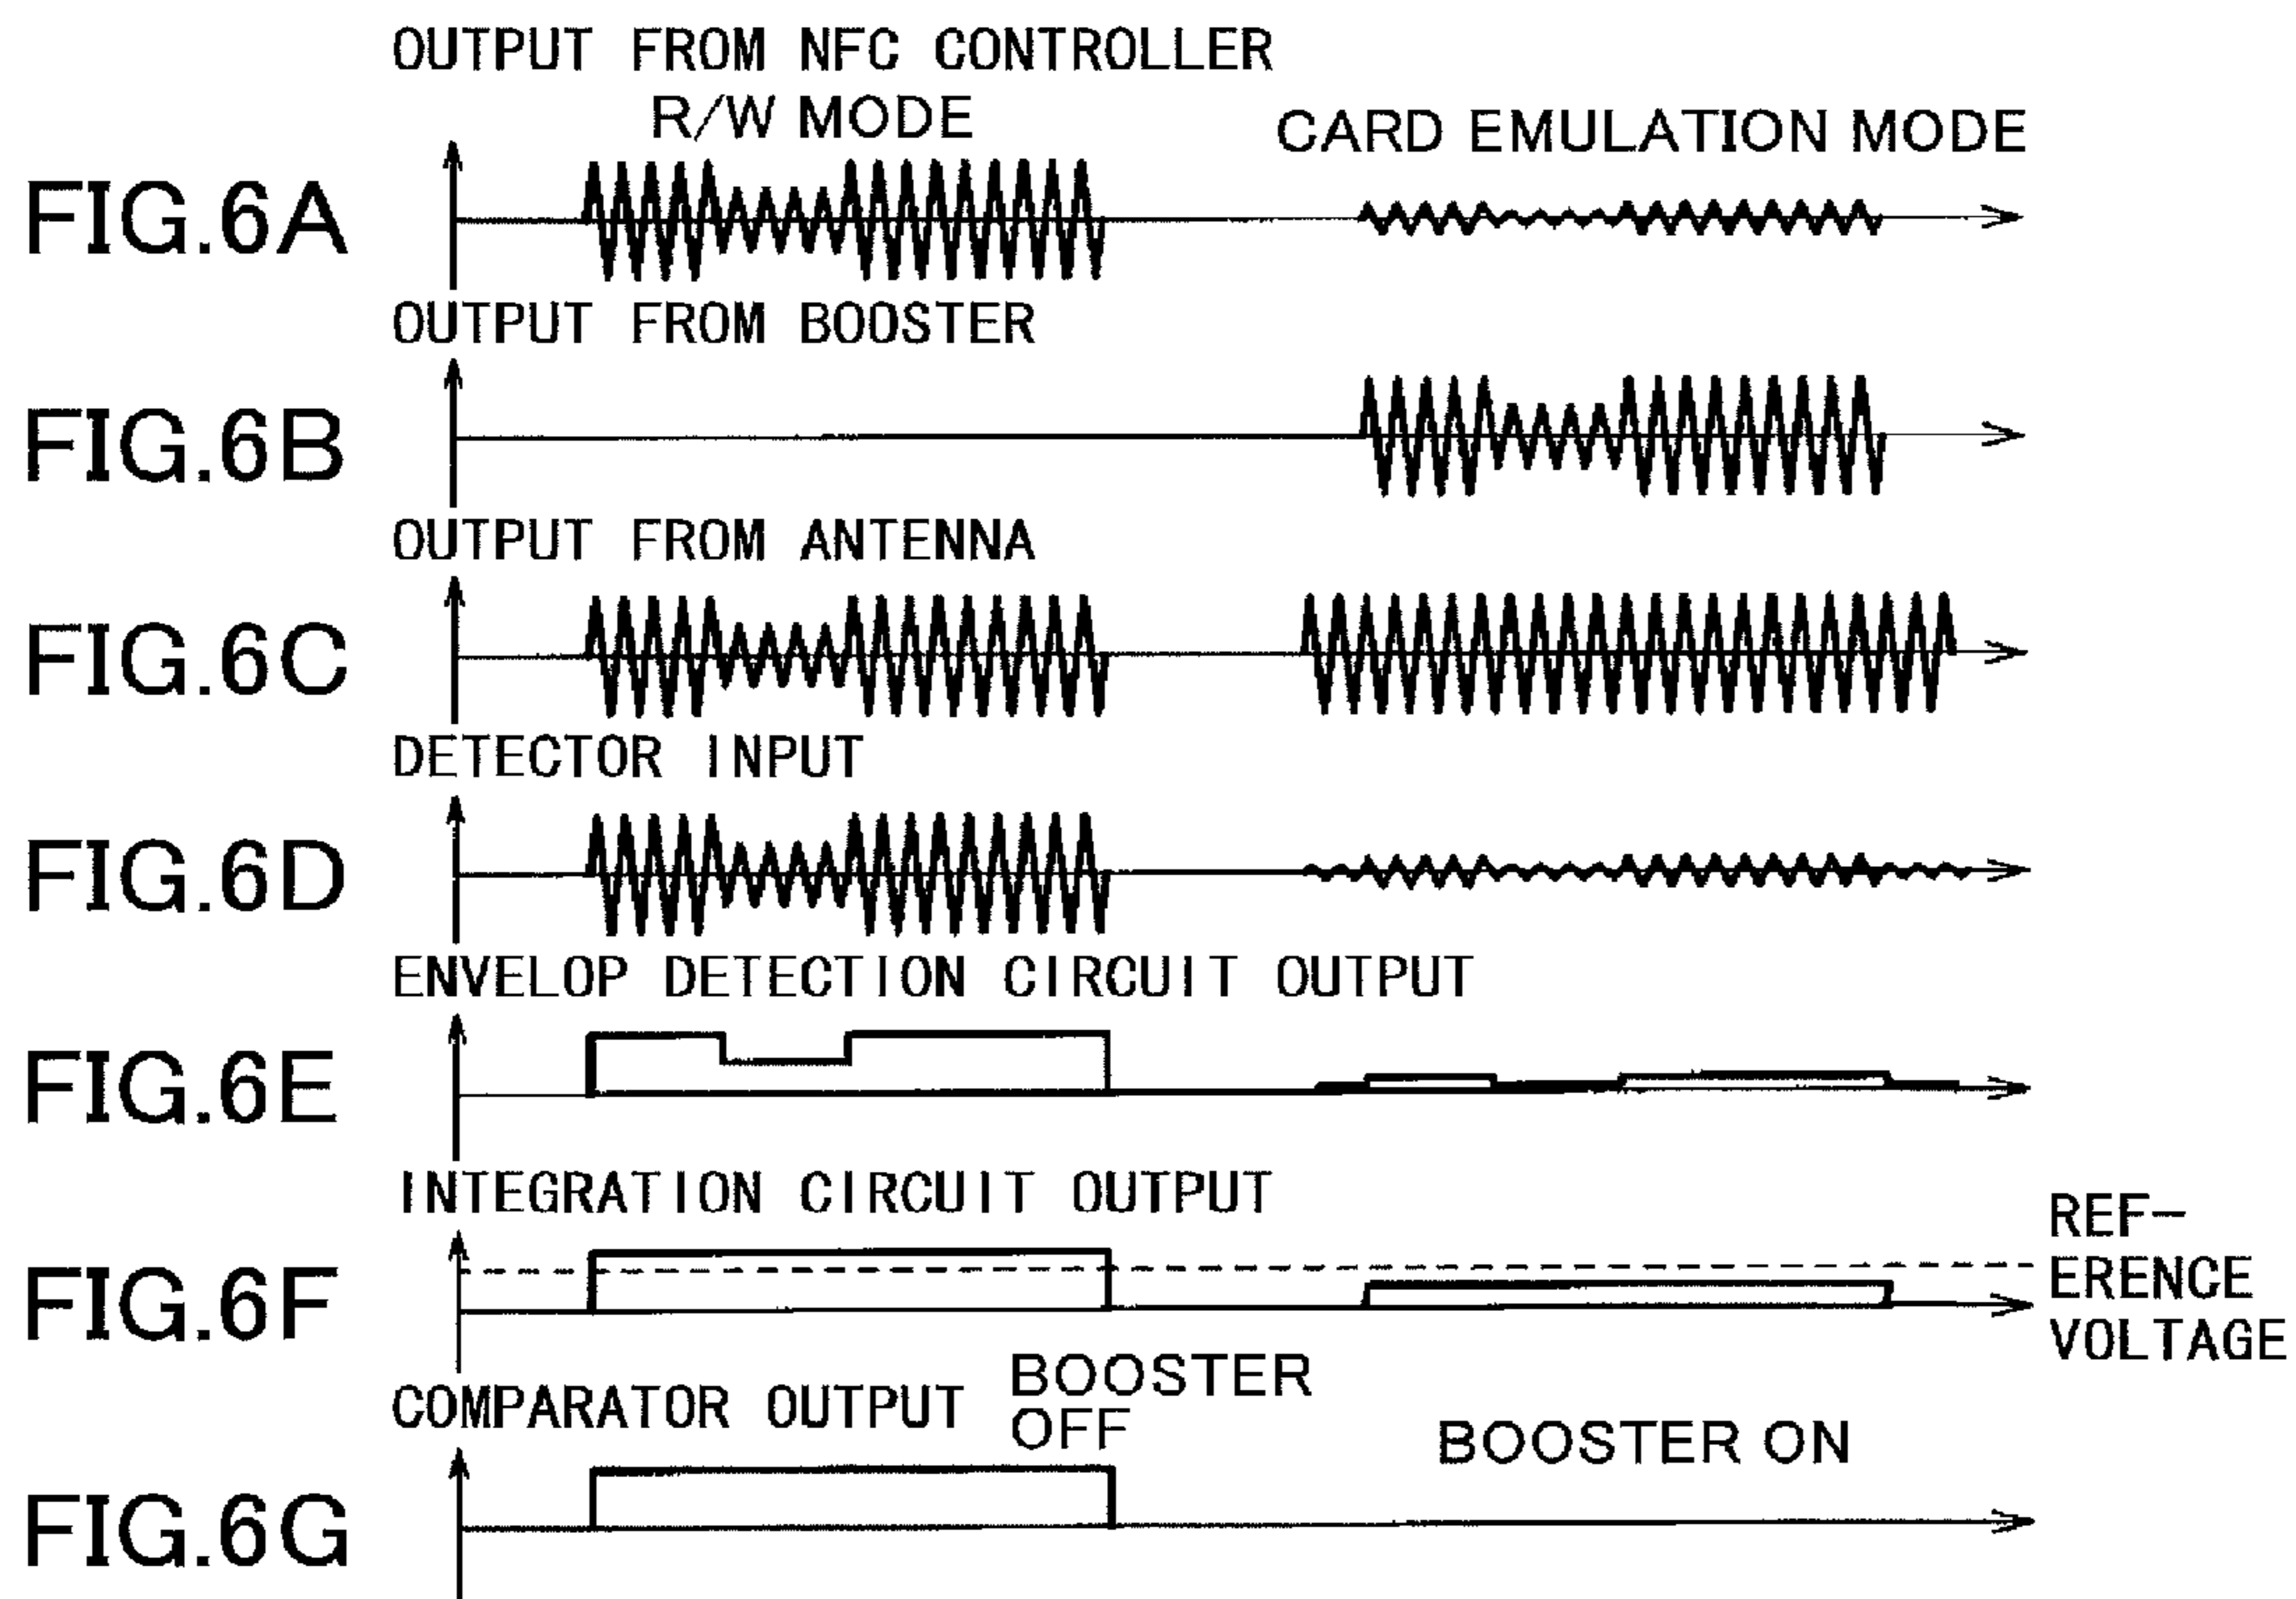 OUTPUT FROM NFC CONTROLLER
R/W MODE
CARD EMULATION MODE
FIG.6A
OUTPUT FROM BOOSTER
FIG.6B
OUTPUT FROM ANTENNA
FIG.6C
DETECTOR INPUT
FIG.6D
ENVELOP DETECTION CIRCUIT OUTPUT
FIG.6E
INTEGRATION CIRCUIT OUTPUT
REF-
ERENCE
VOLTAGE
FIG.6F
COMPARATOR OUTPUT
BOOSTER
OFF
BOOSTER ON
FIG.6G